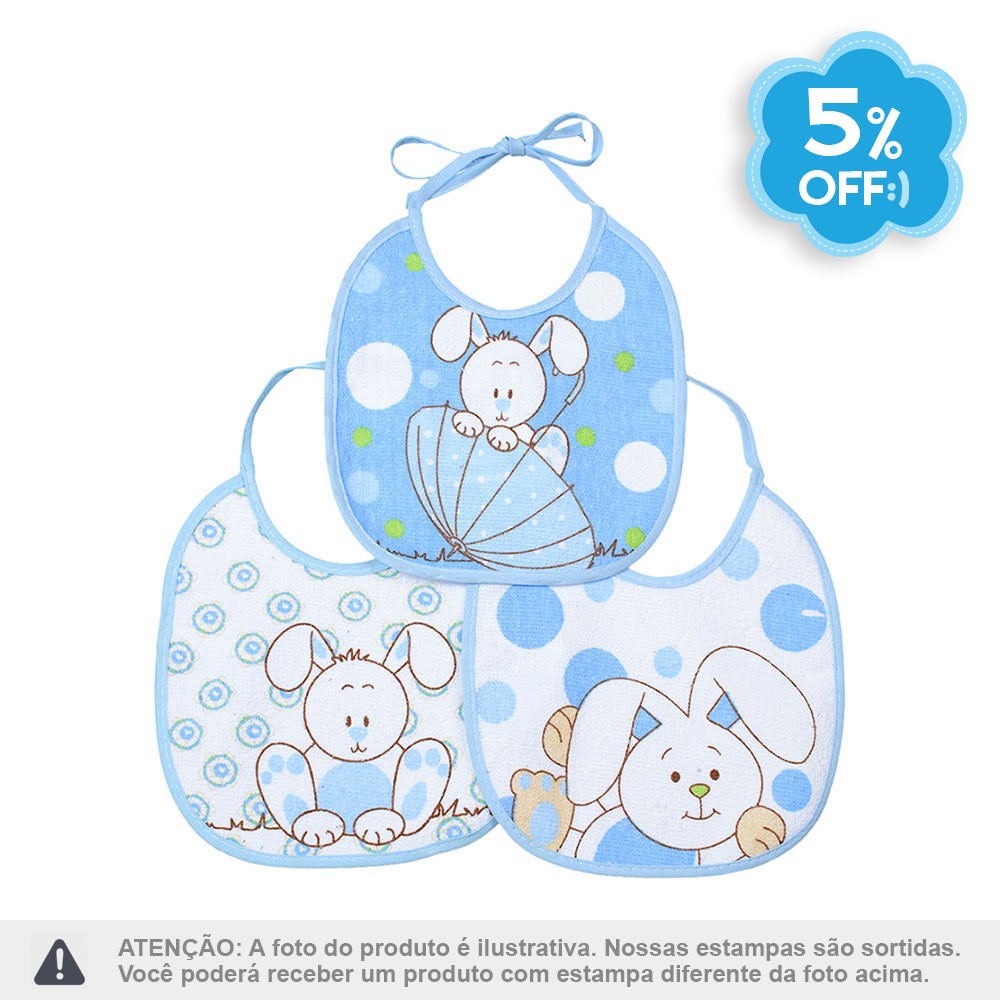 5%
OFF:)
ATENÇÃO: A foto do produto é ilustrativa. Nossas estampas são sortidas.
Você poderá receber um produto com estampa diferente da foto acima.